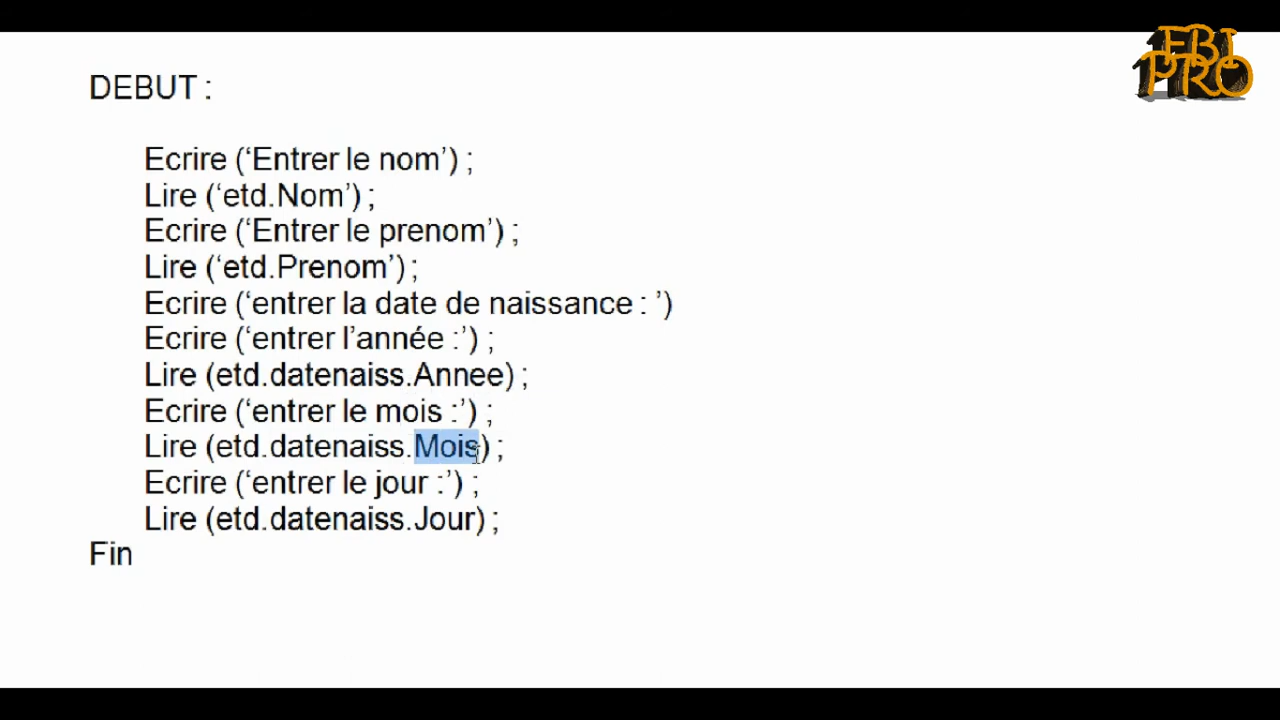 FBI
PRO
DEBUT :
Ecrire (‘Entrer le nom’) ;
Lire (‘etd.Nom’) ;
Ecrire (‘Entrer le prenom’) ;
Lire (‘etd.Prenom’) ;
Ecrire (‘entrer la date de naissance : ’)
Ecrire (‘entrer l’année :’) ;
Lire (etd.datenaiss.Annee) ;
Ecrire (‘entrer le mois :’) ;
Lire (etd.datenaiss.Mois) ;
Ecrire (‘entrer le jour :’) ;
Lire (etd.datenaiss.Jour) ;
Fin